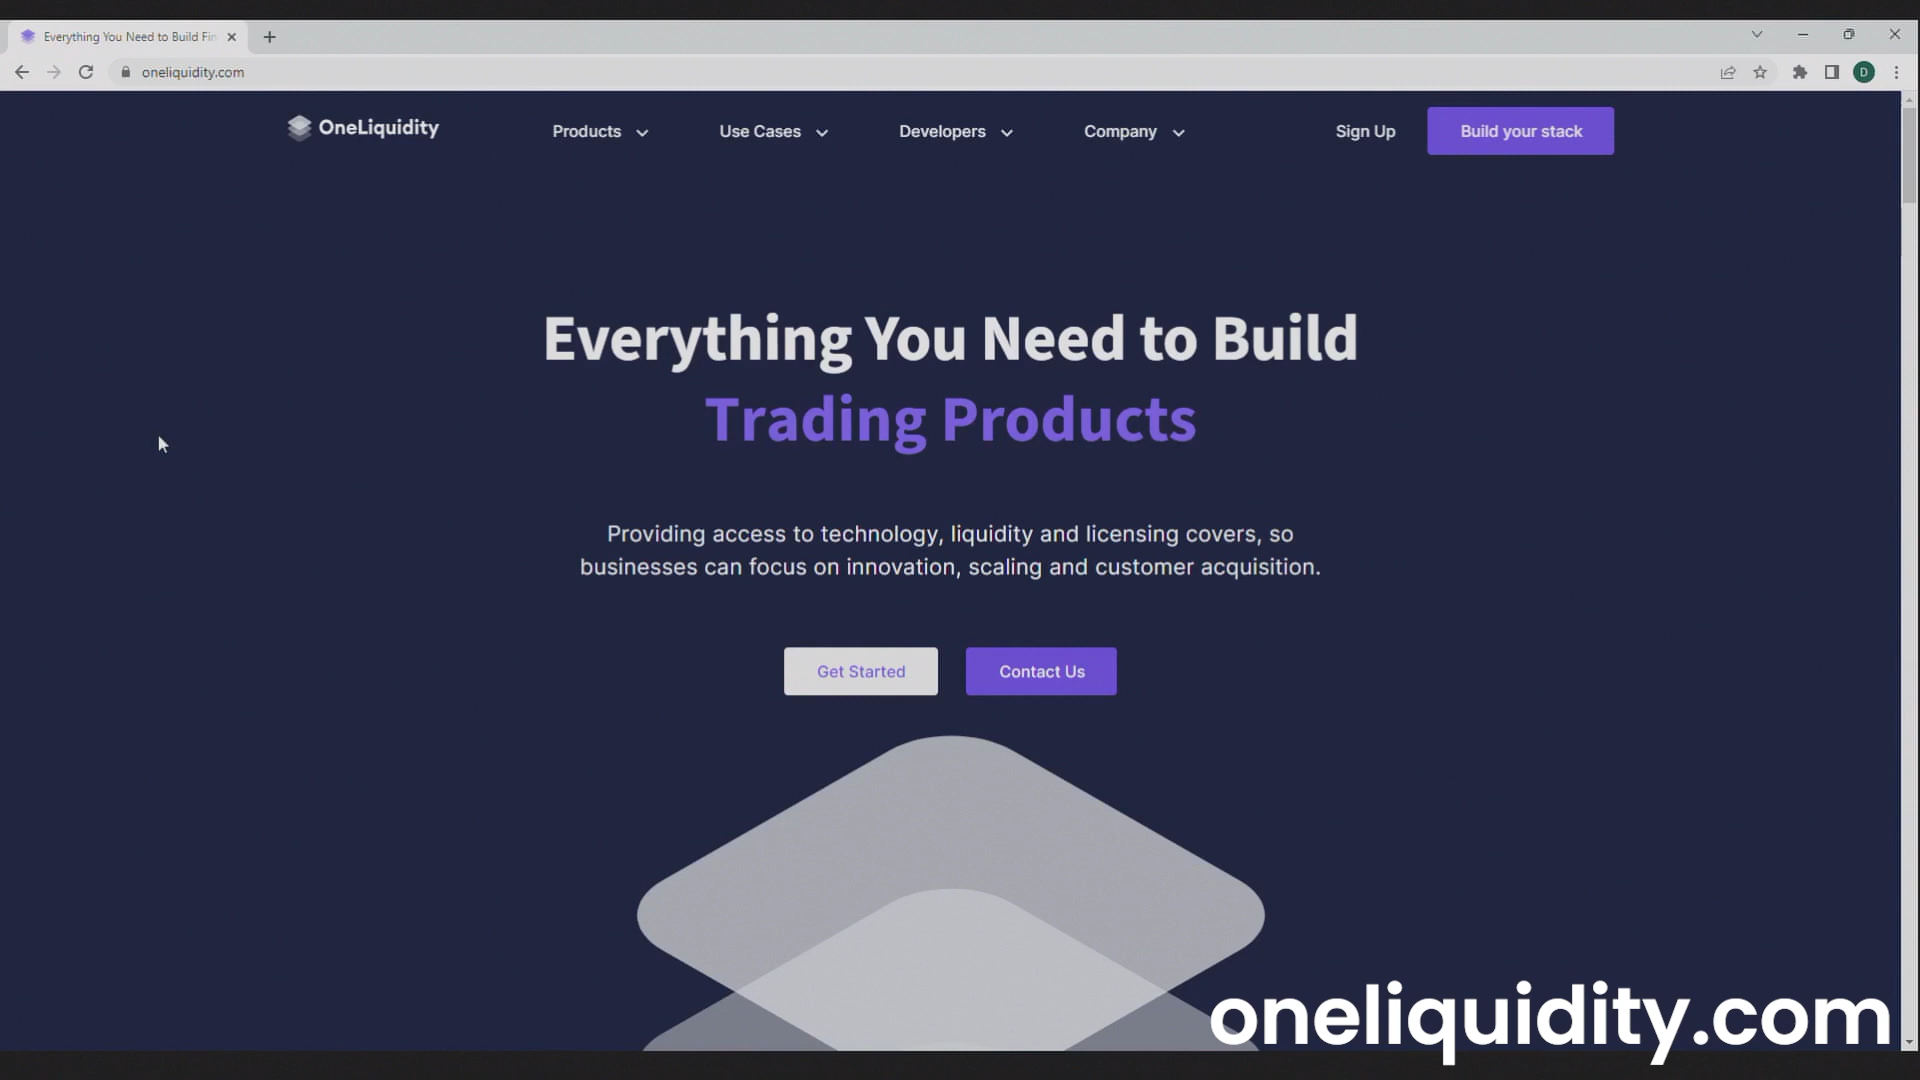 Everything You Need to Build Fin
oneliquidity.com
D
OneLiquidity
Products
Use Cases
Developers
Company
Sign Up
Build your stack
Everything You Need to Build
Trading Products
Providing access to technology, liquidity and licensing covers, so
businesses can focus on innovation, scaling and customer acquisition.
Get Started
Contact Us
oneliquidity.com